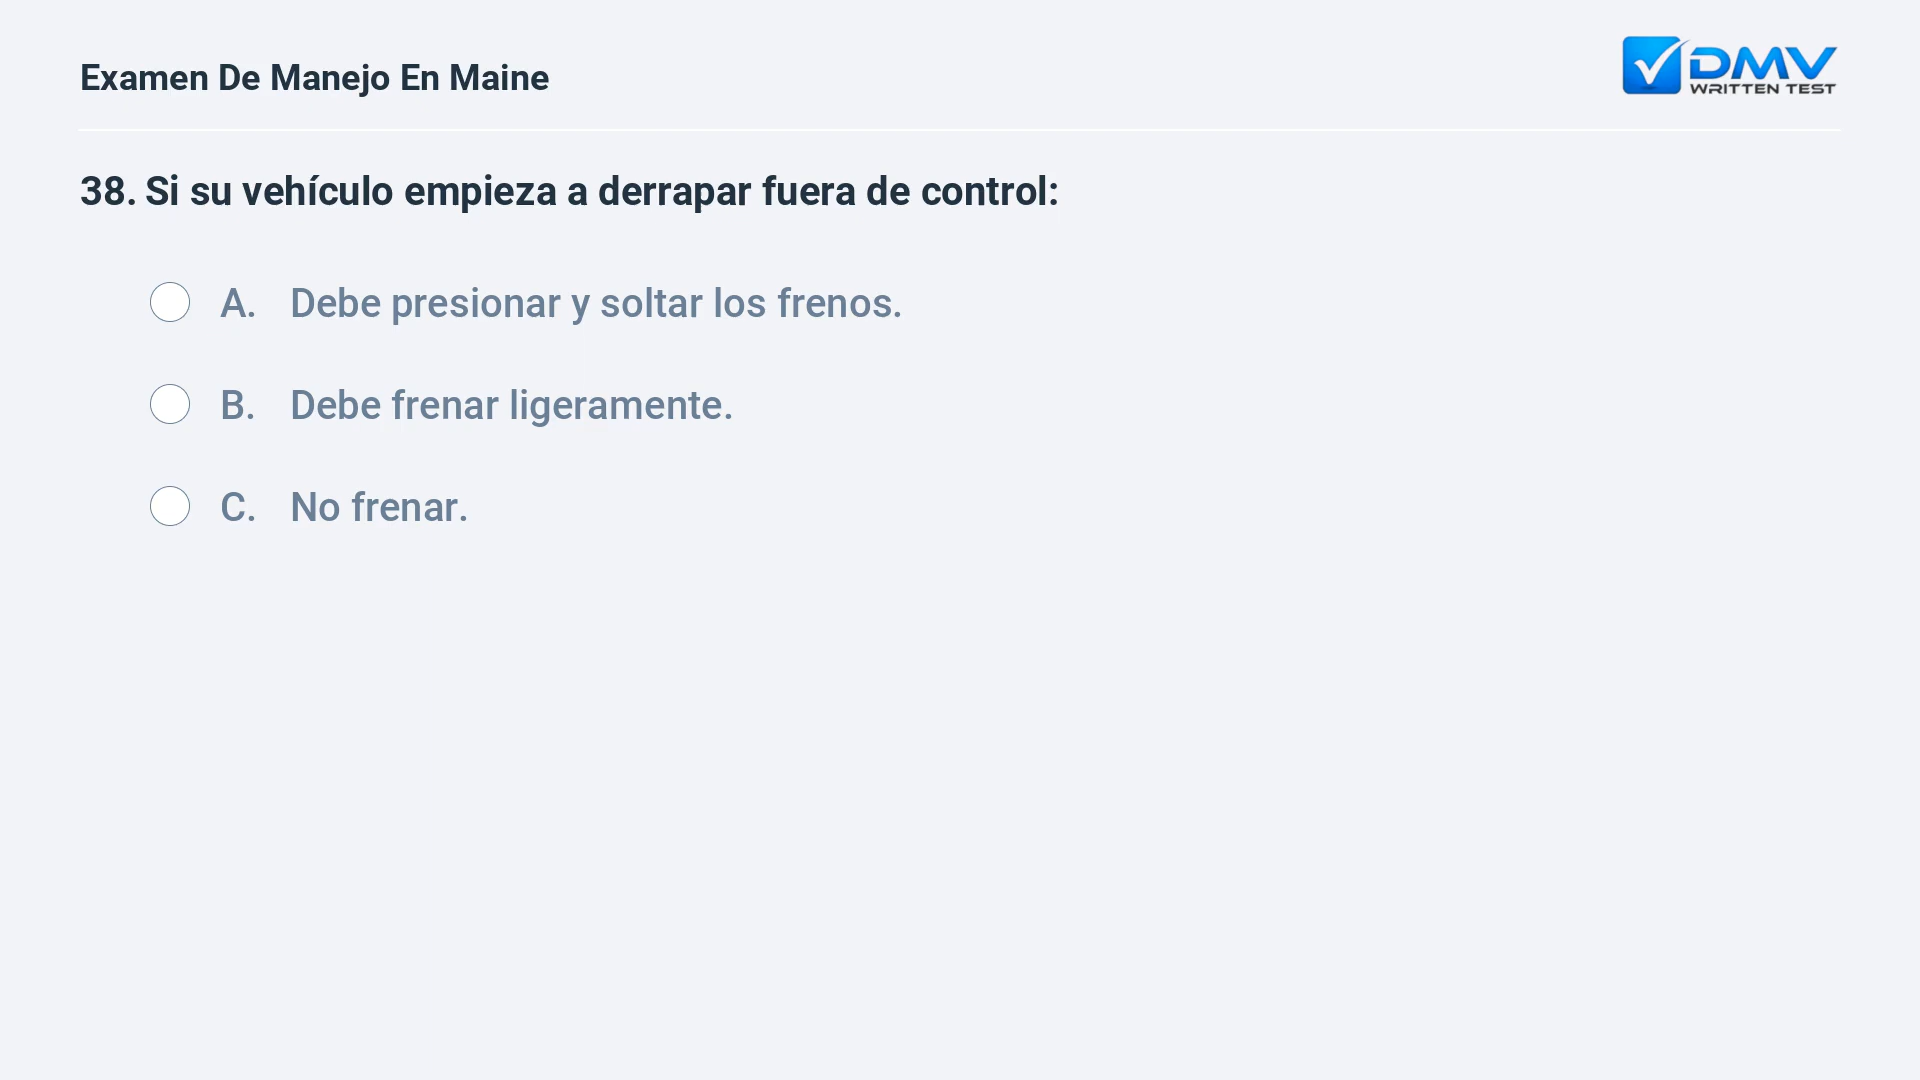 Examen De Manejo En Maine
DMV
WRITTEN TEST
38. Si su vehículo empieza a derrapar fuera de control:
A. Debe presionar y soltar los frenos.
B. Debe frenar ligeramente.
C. No frenar.